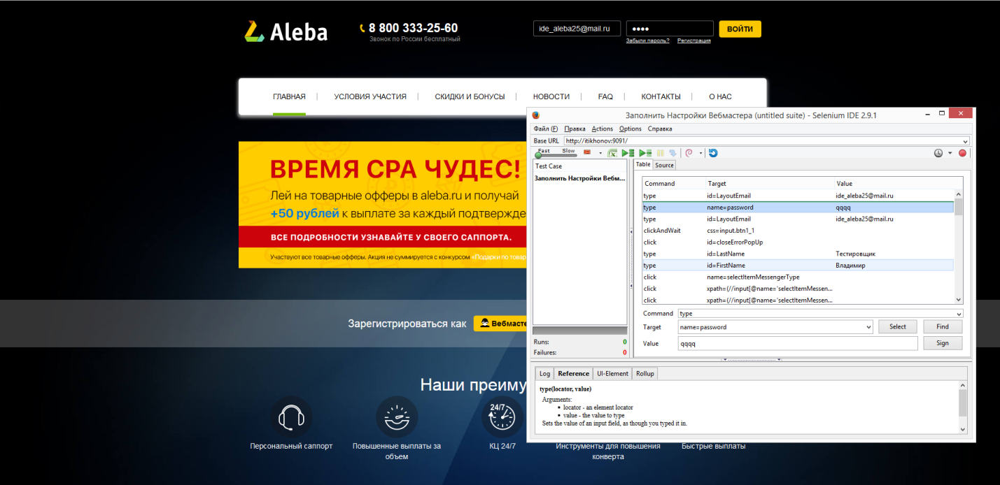 Aleba
8 800 333-25-60
Звонок по России бесплатный
ide_aleba25@mail.ru
••••
ВОЙТИ
Забыли пароль? Регистрация
ГЛАВНАЯ | УСЛОВИЯ УЧАСТИЯ | СКИДКИ И БОНУСЫ | НОВОСТИ | FAQ | КОНТАКТЫ | О НАС
ВРЕМЯ СРА ЧУДЕС!
Лей на товарные офферы в aleba.ru и получай
+50 рублей к выплате за каждый подтвержде
ВСЕ ПОДРОБНОСТИ УЗНАВАЙТЕ У СВОЕГО САППОРТА.
Участвуют все товарные офферы. Акция не суммируется с конкурсом «Подарки по товар
Зарегистрироваться как
Вебмасте
Наши преиму
24/7
Персональный саппорт
Повышенные выплаты за
объем
КЦ 24/7
Инструменты для повышения
конверта
Быстрые выплаты
Заполнить Настройки Вебмастера (untitled suite) - Selenium IDE 2.9.1
Файл (F) Правка Actions Options Справка
Base URL http://itikhonov:9091/
Fast Slow
Test Case
Заполнить Настройки Вебм...
Runs: 0
Failures: 0
Table Source
Command Target Value
type id=LayoutEmail ide_aleba25@mail.ru
type name=password qqqq
type id=LayoutEmail ide_aleba25@mail.ru
clickAndWait css=input.btn1_1
click id=closeErrorPopUp
type id=LastName Тестировщик
type id=FirstName Владимир
click name=selectItemMessengerType
click xpath=(//input[@name='selectItemMessen...
click xpath=(//input[@name='selectItemMessen...
Command type
Target name=password Select Find
Value qqqq Sign
Log Reference UI-Element Rollup
type(locator, value)
Arguments:
• locator - an element locator
• value - the value to type
Sets the value of an input field, as though you typed it in.